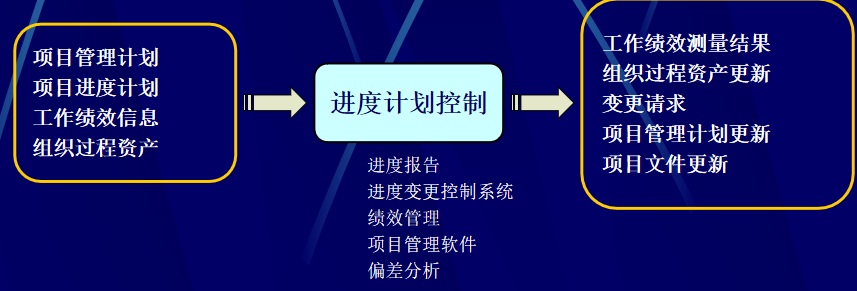 项目管理计划
项目进度计划
工作绩效信息
组织过程资产
进度计划控制
进度报告
进度变更控制系统
绩效管理
项目管理软件
偏差分析
工作绩效测量结果
组织过程资产更新
变更请求
项目管理计划更新
项目文件更新